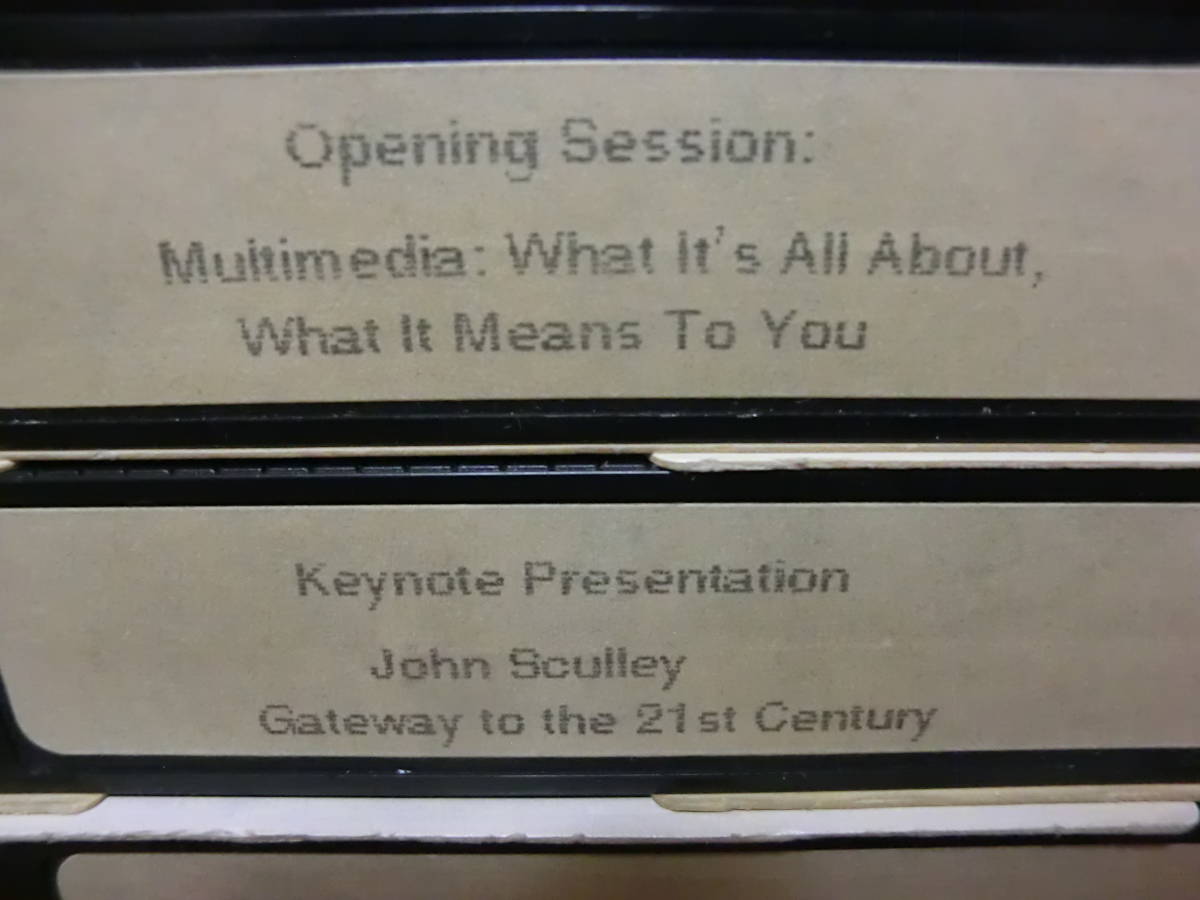 Opening Session:
Multimedia: What It's All About,
What It Means To You
Keynote Presentation
John Sculley
Gateway to the 21st Century